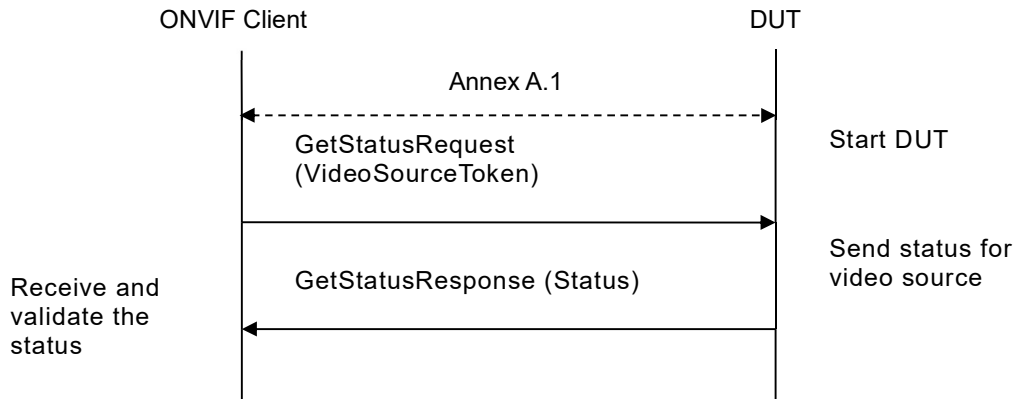 ONVIF Client
DUT
Annex A.1
Start DUT
GetStatusRequest
(VideoSourceToken)
Send status for
video source
GetStatusResponse (Status)
Receive and
validate the
status